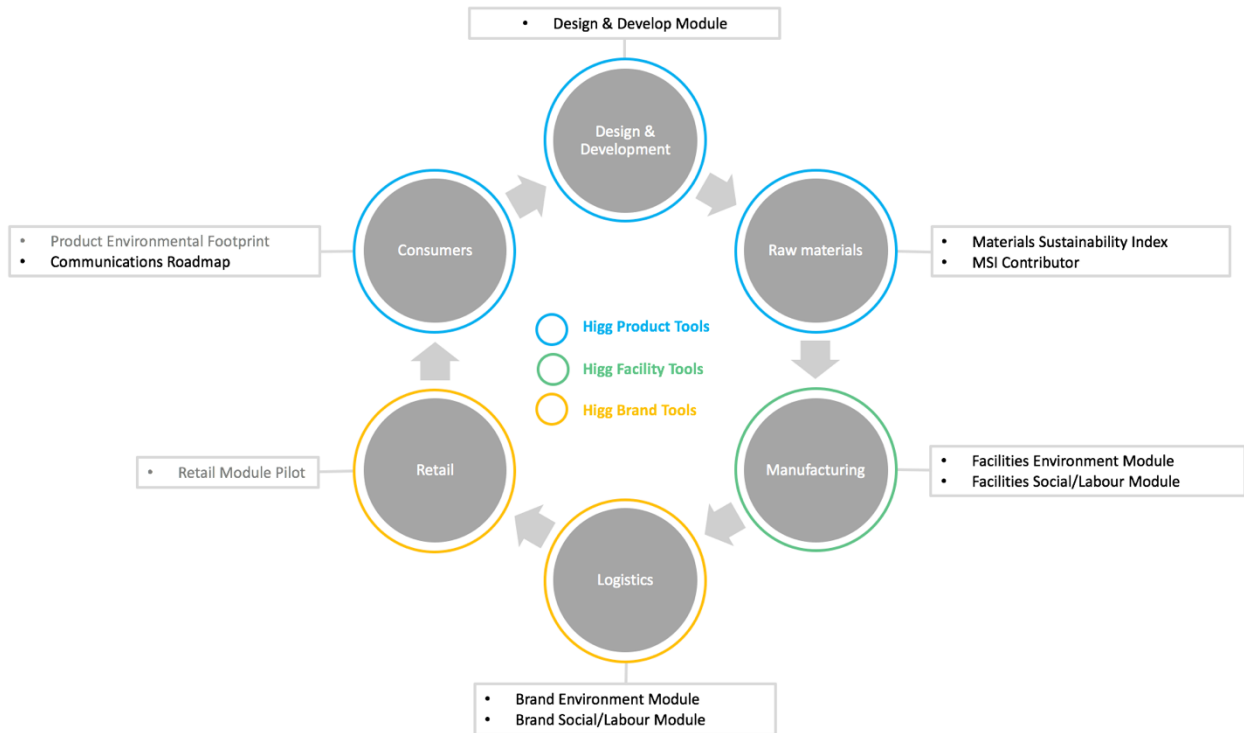 • Design & Develop Module
Design &
Development
Consumers
Raw materials
• Product Environmental Footprint
• Communications Roadmap
• Materials Sustainability Index
• MSI Contributor
Higg Product Tools
Higg Facility Tools
Higg Brand Tools
• Retail Module Pilot
Retail
Manufacturing
• Facilities Environment Module
• Facilities Social/Labour Module
Logistics
• Brand Environment Module
• Brand Social/Labour Module